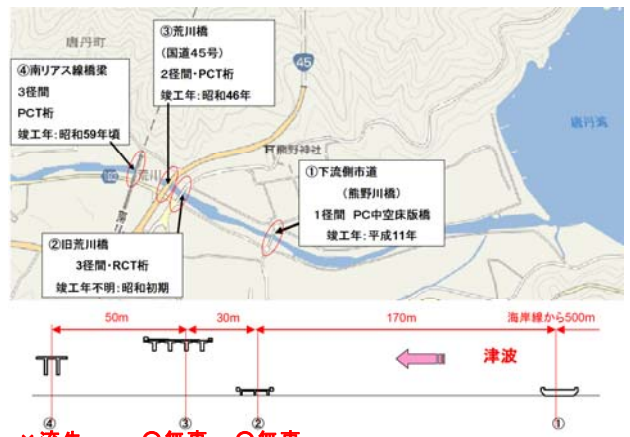 唐丹町
③荒川橋
(国道45号)
2径間・PCT桁
竣工年:昭和46年
④南リアス線橋梁
3径間
PCT桁
竣工年:昭和59年頃
45
唐丹湾
熊野神社
荒川
①下流側市道
(熊野川橋)
1径間 PC中空床版橋
竣工年:平成11年
②旧荒川橋
3径間・RCT桁
竣工年不明:昭和初期
50m
30m
170m
海岸線から500m
津波
④
③
②
①
×流失
○無事
○無事